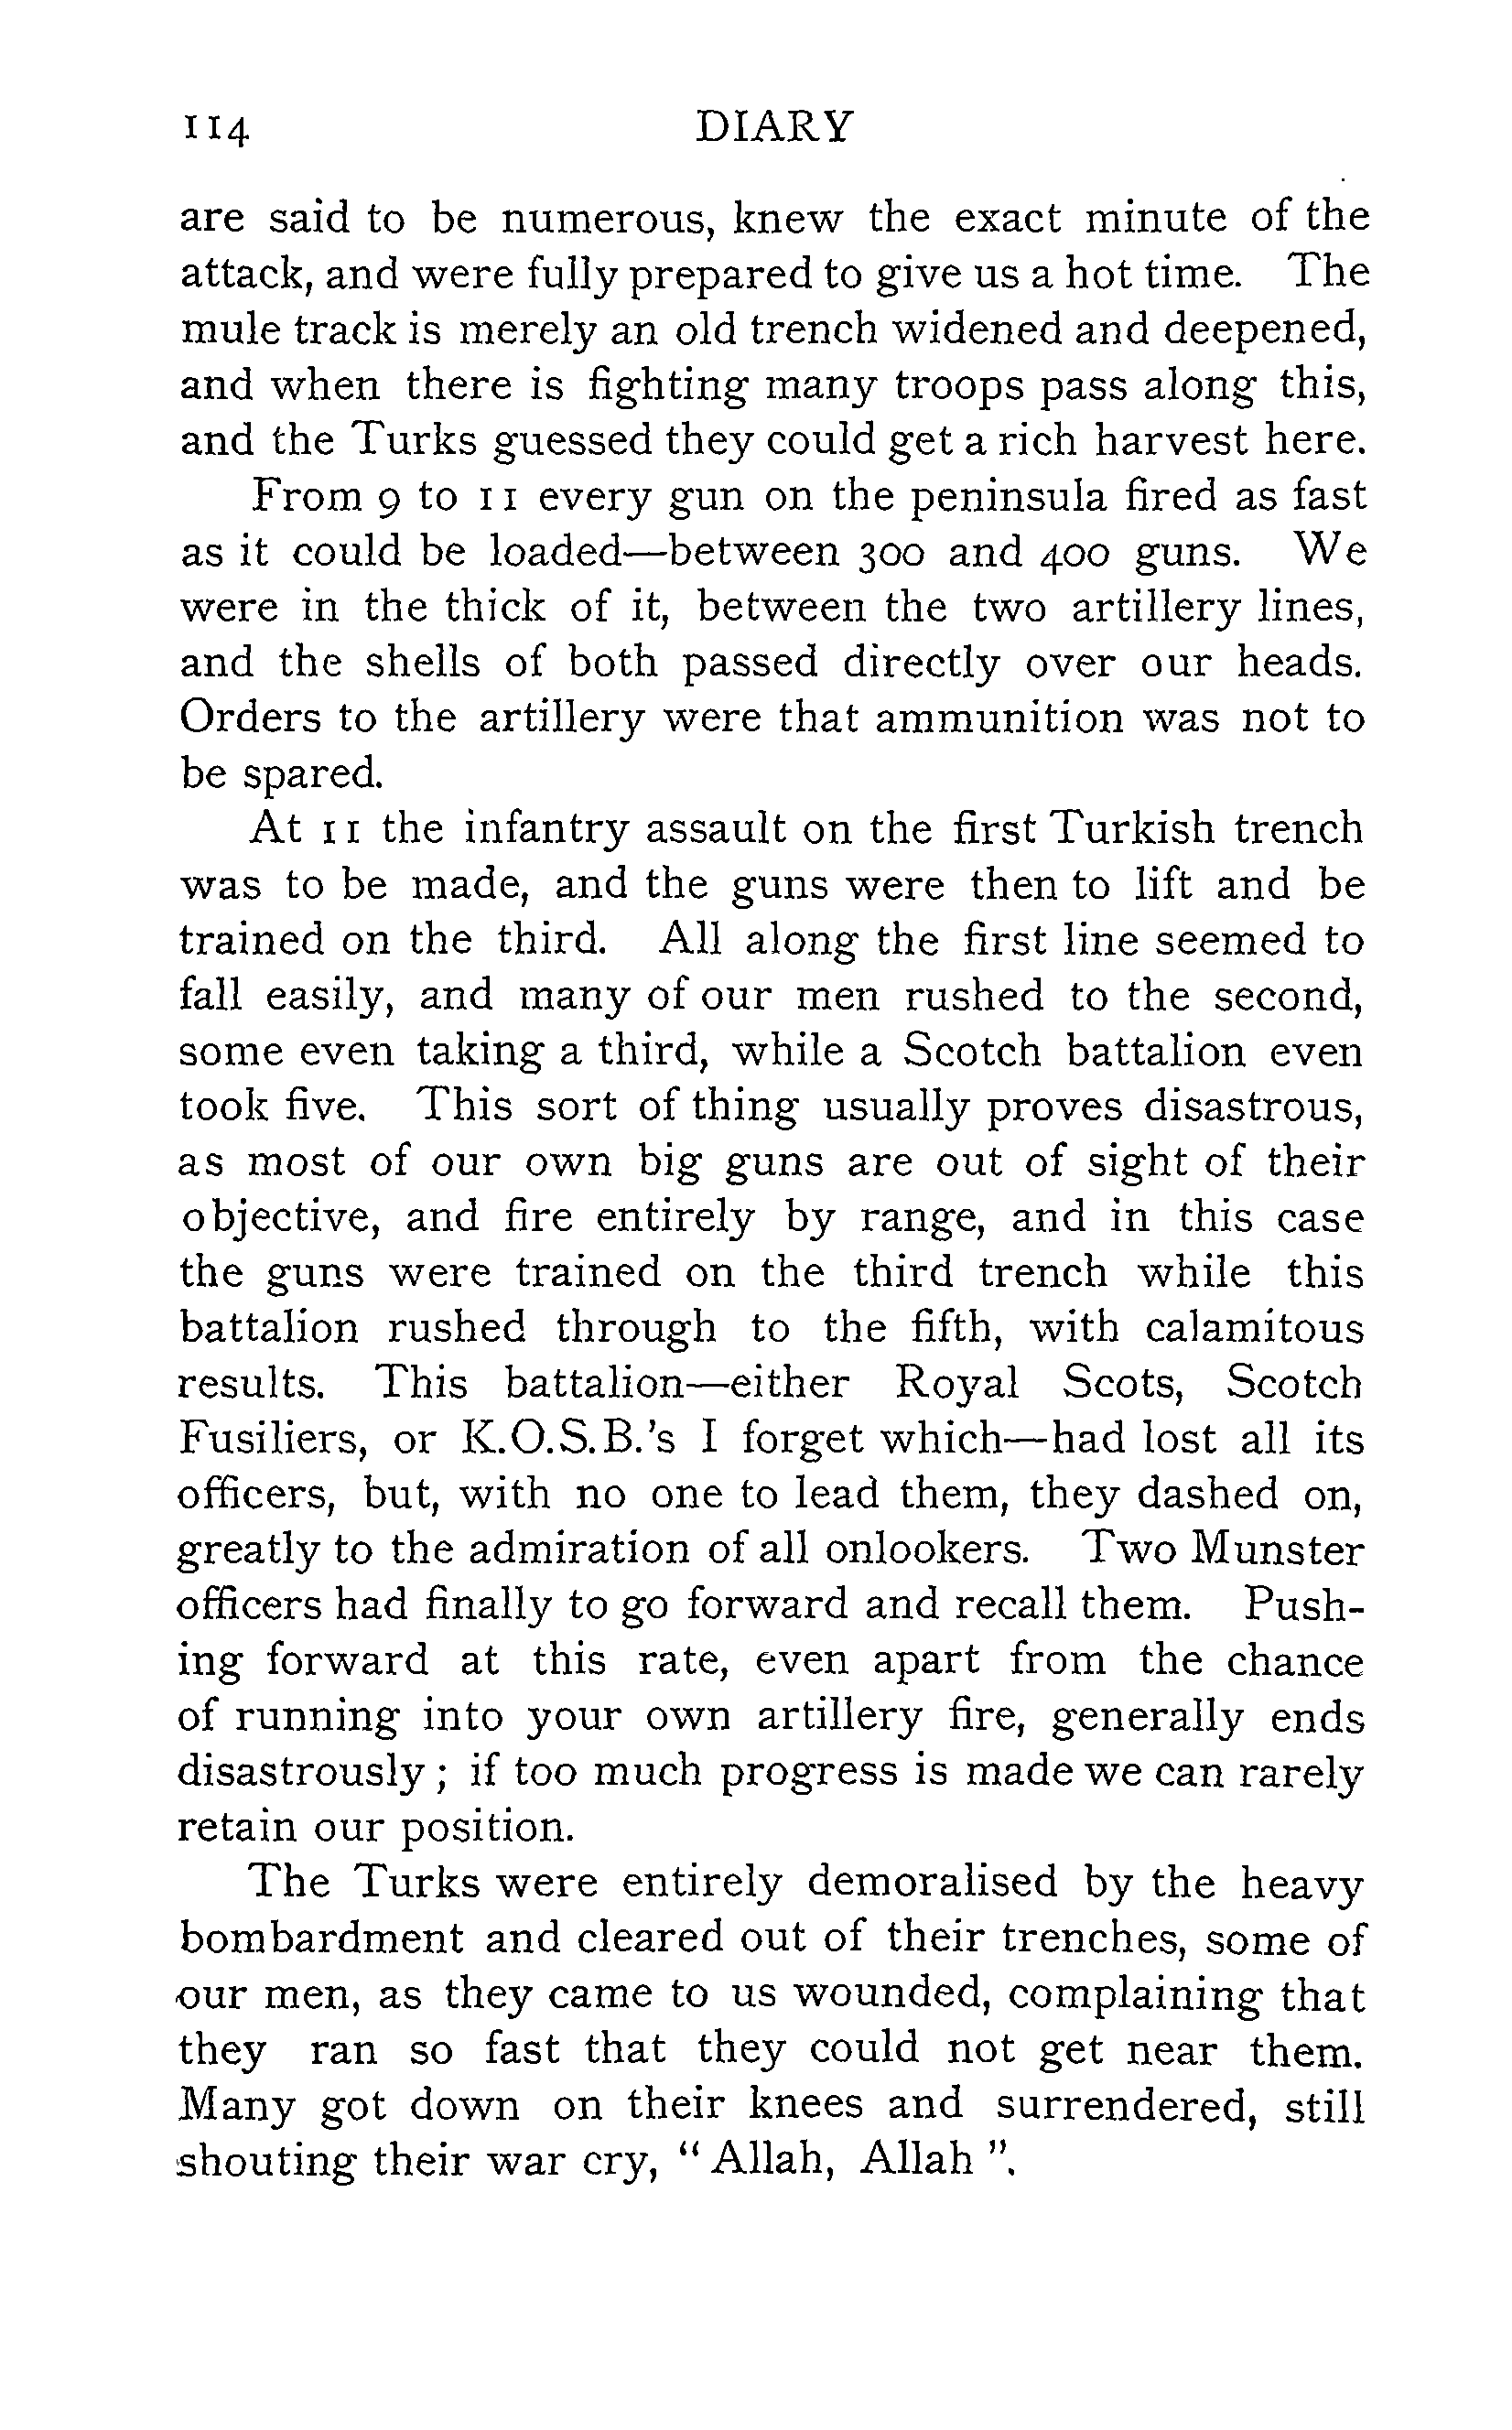 114 DIARY
are said to be numerous, knew the exact minute of the
attack, and were fully prepared to give us a hot time. The
mule track is merely an old trench widened and deepened,
and when there is fighting many troops pass along this,
and the Turks guessed they could get a rich harvest here.
From 9 to 11 every gun on the peninsula fired as fast
as it could be loaded—between 300 and 400 guns. We
were in the thick of it, between the two artillery lines,
and the shells of both passed directly over our heads.
Orders to the artillery were that ammunition was not to
be spared.
At 11 the infantry assault on the first Turkish trench
was to be made, and the guns were then to lift and be
trained on the third. All along the first line seemed to
fall easily, and many of our men rushed to the second,
some even taking a third, while a Scotch battalion even
took five. This sort of thing usually proves disastrous,
as most of our own big guns are out of sight of their
objective, and fire entirely by range, and in this case
the guns were trained on the third trench while this
battalion rushed through to the fifth, with calamitous
results. This battalion—either Royal Scots, Scotch
Fusiliers, or K.O.S.B.'s I forget which—had lost all its
officers, but, with no one to lead them, they dashed on,
greatly to the admiration of all onlookers. Two Munster
officers had finally to go forward and recall them. Push-
ing forward at this rate, even apart from the chance
of running into your own artillery fire, generally ends
disastrously; if too much progress is made we can rarely
retain our position.
The Turks were entirely demoralised by the heavy
bombardment and cleared out of their trenches, some of
our men, as they came to us wounded, complaining that
they ran so fast that they could not get near them.
Many got down on their knees and surrendered, still
shouting their war cry, "Allah, Allah".